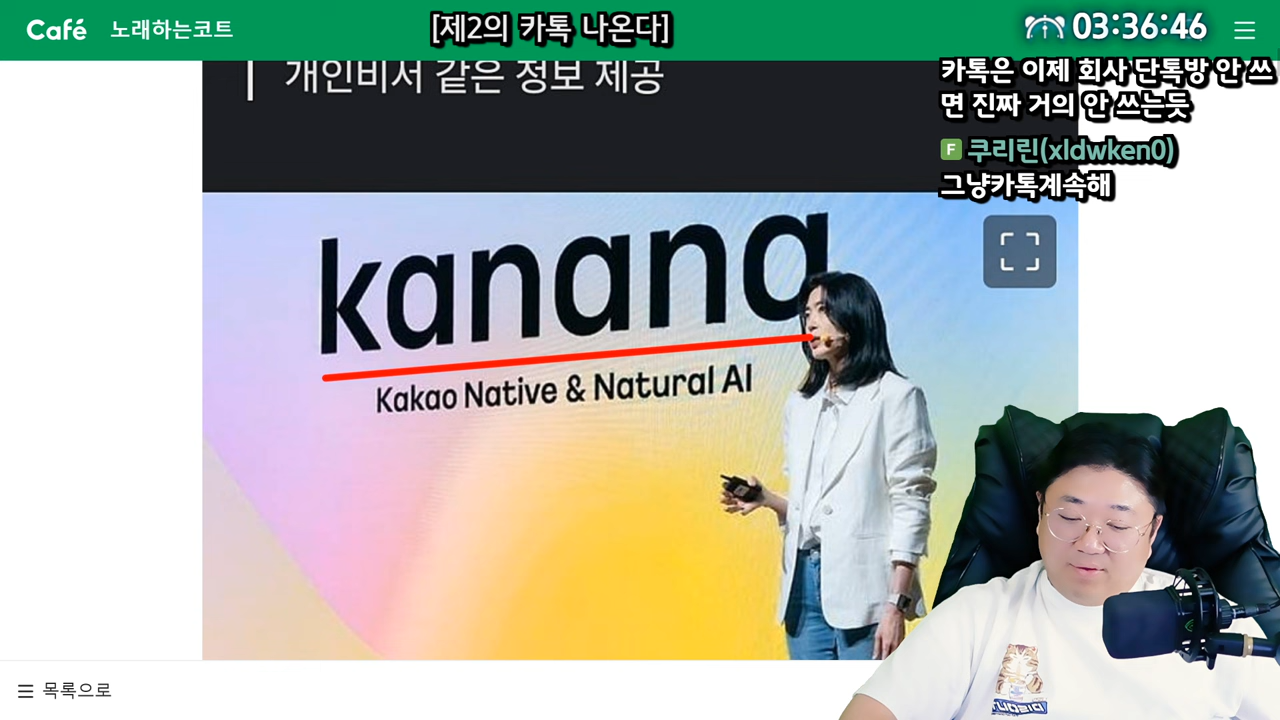 Café 노래하는코트
[제2의 카톡 나온다]
03:36:46
개인비서 같은 정보 제공
카톡은 이제 회사 단톡방 안 쓰
면 진짜 거의 안 쓰는듯
F 쿠리린(xldwken0)
그냥카톡계속해
kanana
Kakao Native & Natural AI
목록으로